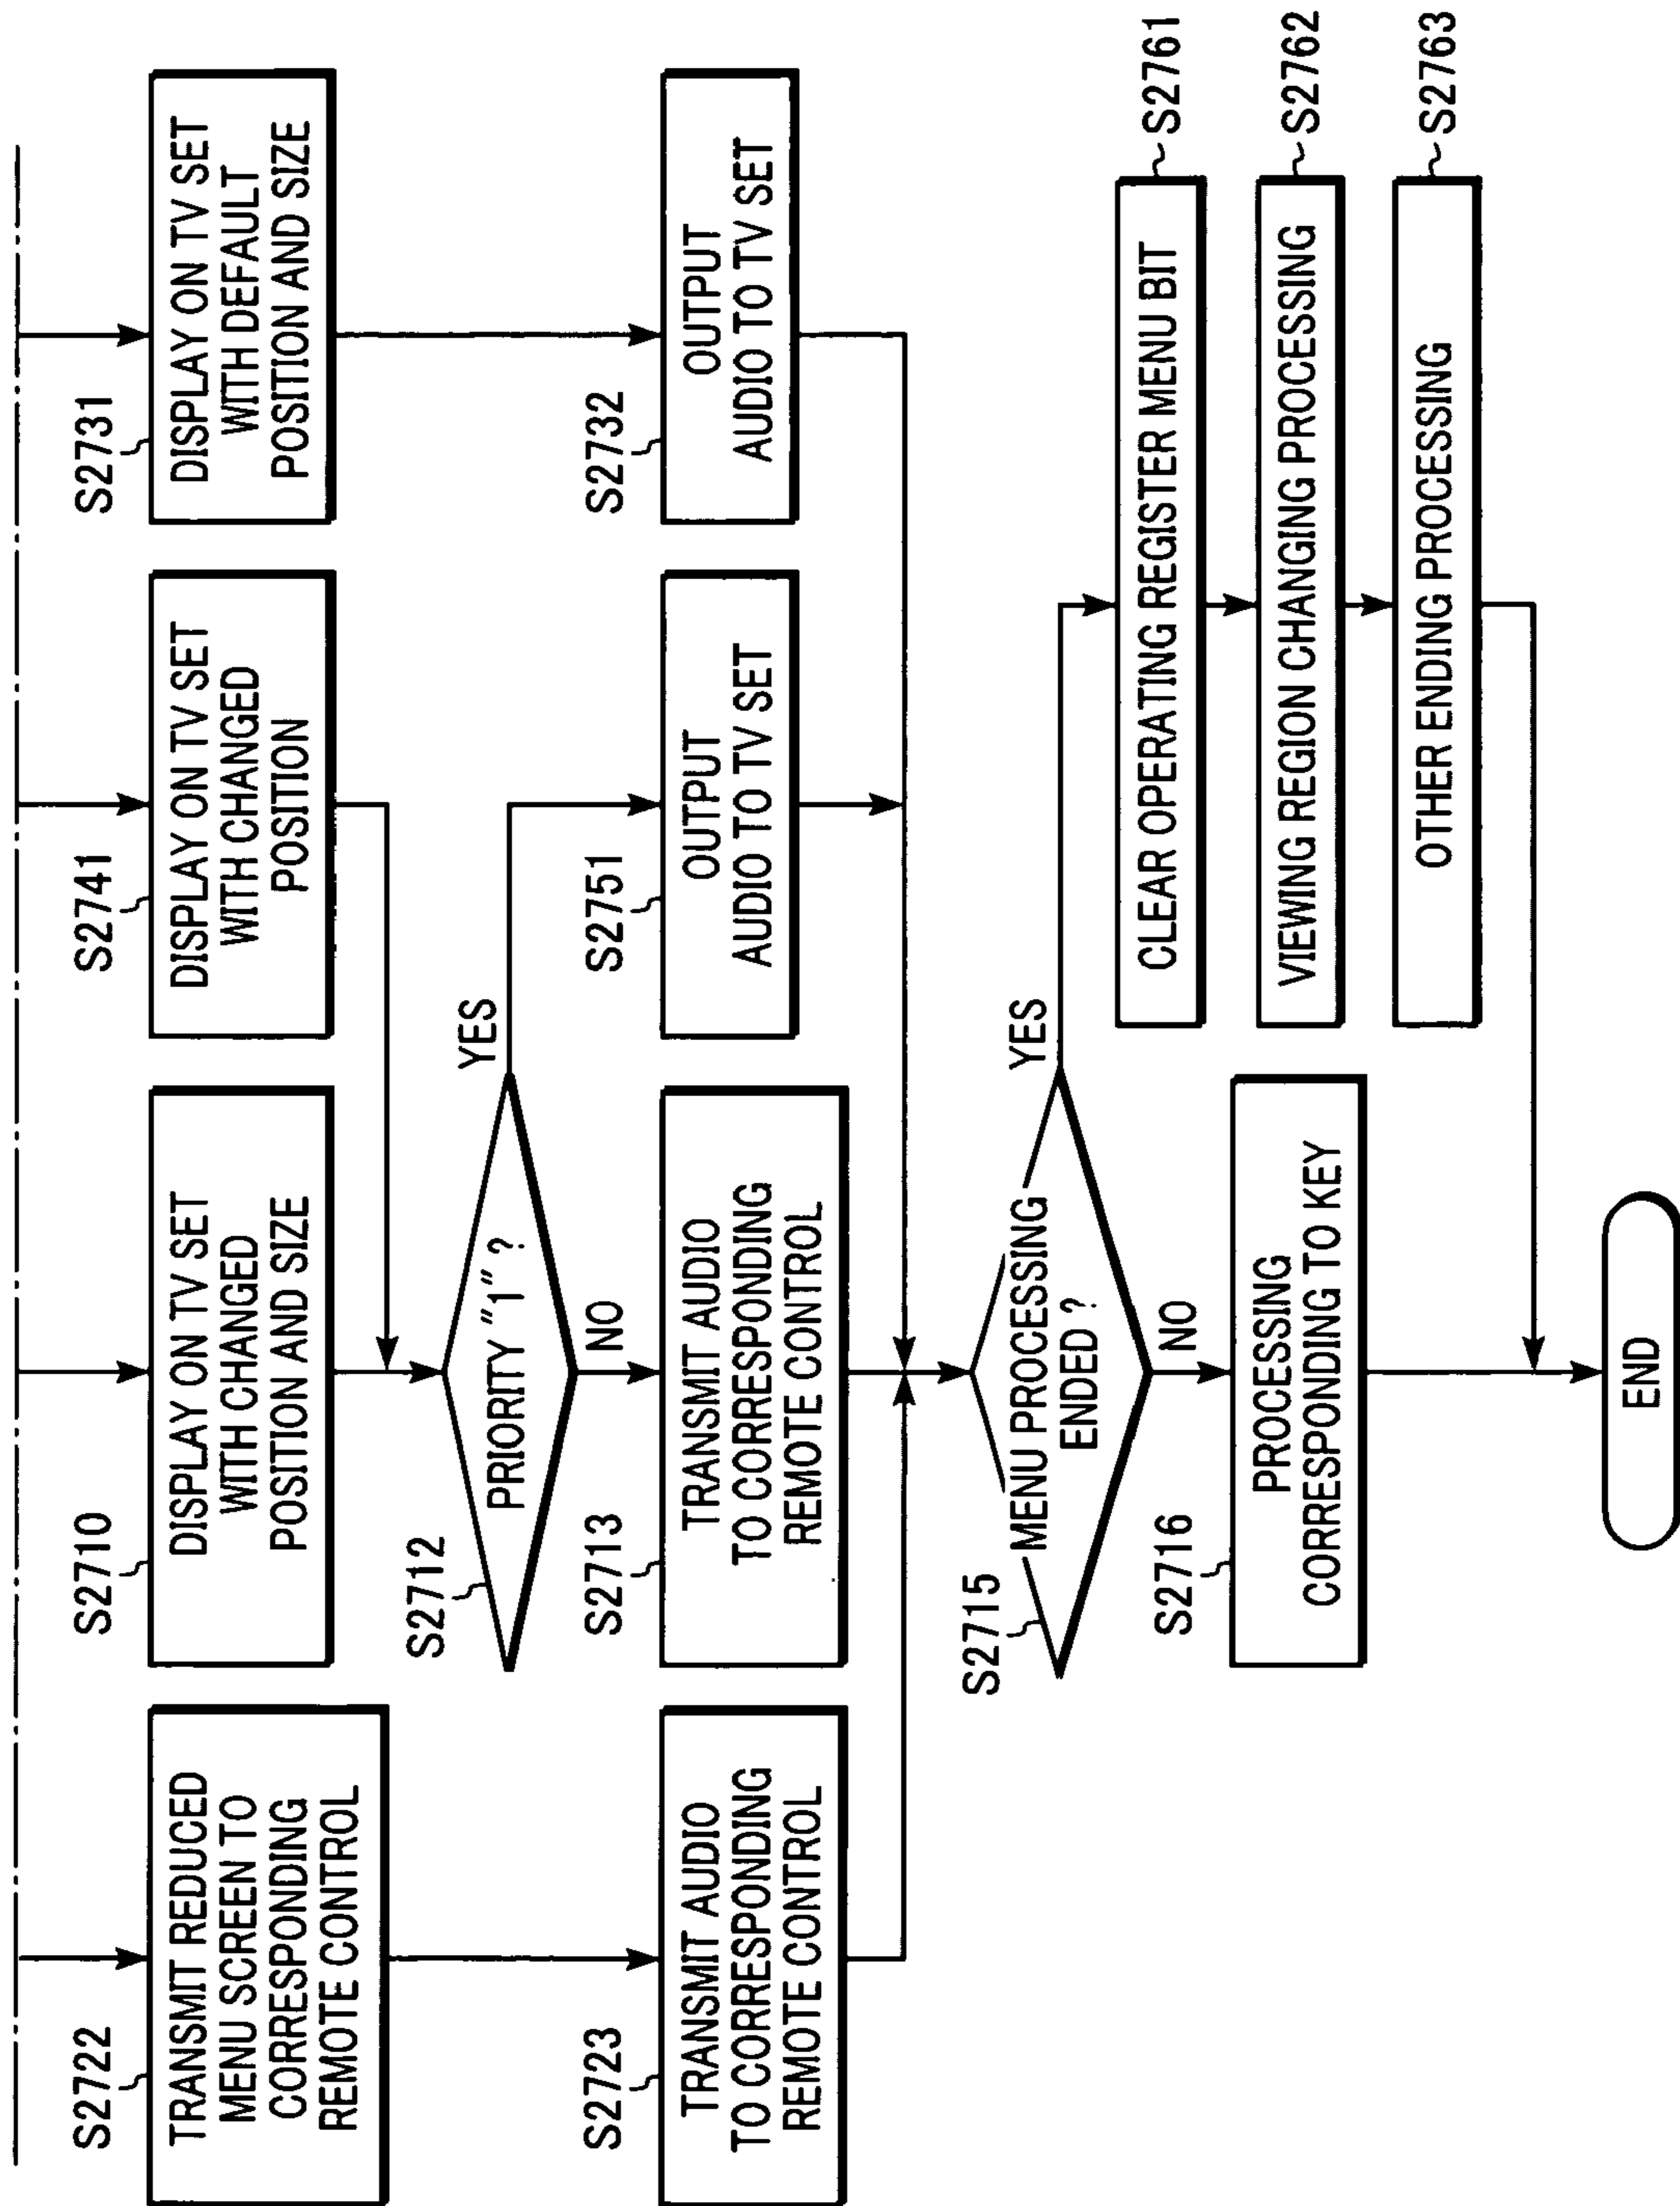 S2722
TRANSMIT REDUCED
MENU SCREEN TO
CORRESPONDING
REMOTE CONTROL
S2710
DISPLAY ON TV SET
WITH CHANGED
POSITION AND SIZE
S2741
DISPLAY ON TV SET
WITH CHANGED
POSITION
S2731
DISPLAY ON TV SET
WITH DEFAULT
POSITION AND SIZE
S2712
PRIORITY "1" ?
YES
NO
S2723
TRANSMIT AUDIO
TO CORRESPONDING
REMOTE CONTROL
S2713
TRANSMIT AUDIO
TO CORRESPONDING
REMOTE CONTROL
S2751
OUTPUT
AUDIO TO TV SET
S2732
OUTPUT
AUDIO TO TV SET
S2715
MENU PROCESSING
ENDED ?
YES
NO
S2716
PROCESSING
CORRESPONDING TO KEY
CLEAR OPERATING REGISTER MENU BIT
S2761
VIEWING REGION CHANGING PROCESSING
S2762
OTHER ENDING PROCESSING
S2763
END